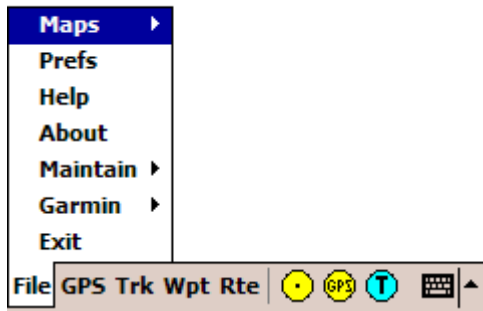 Maps
Prefs
Help
About
Maintain
Garmin
Exit
File GPS Trk Wpt Rte GPS T